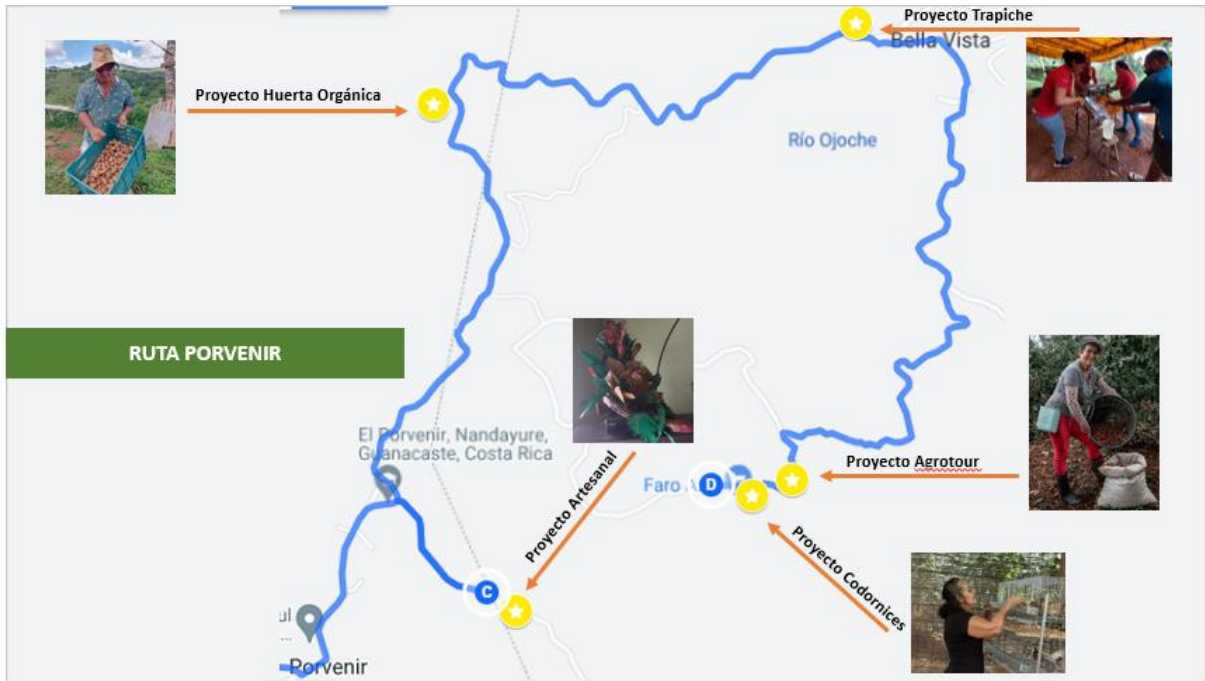 Proyecto Trapiche
Bella Vista
Proyecto Huerta Orgánica
Río Ojoche
RUTA PORVENIR
El Porvenir, Nandayure,
Guanacaste, Costa Rica
Proyecto Artesanal
Proyecto Agrotour
Faro
D
Proyecto Codornices
C
Porvenir